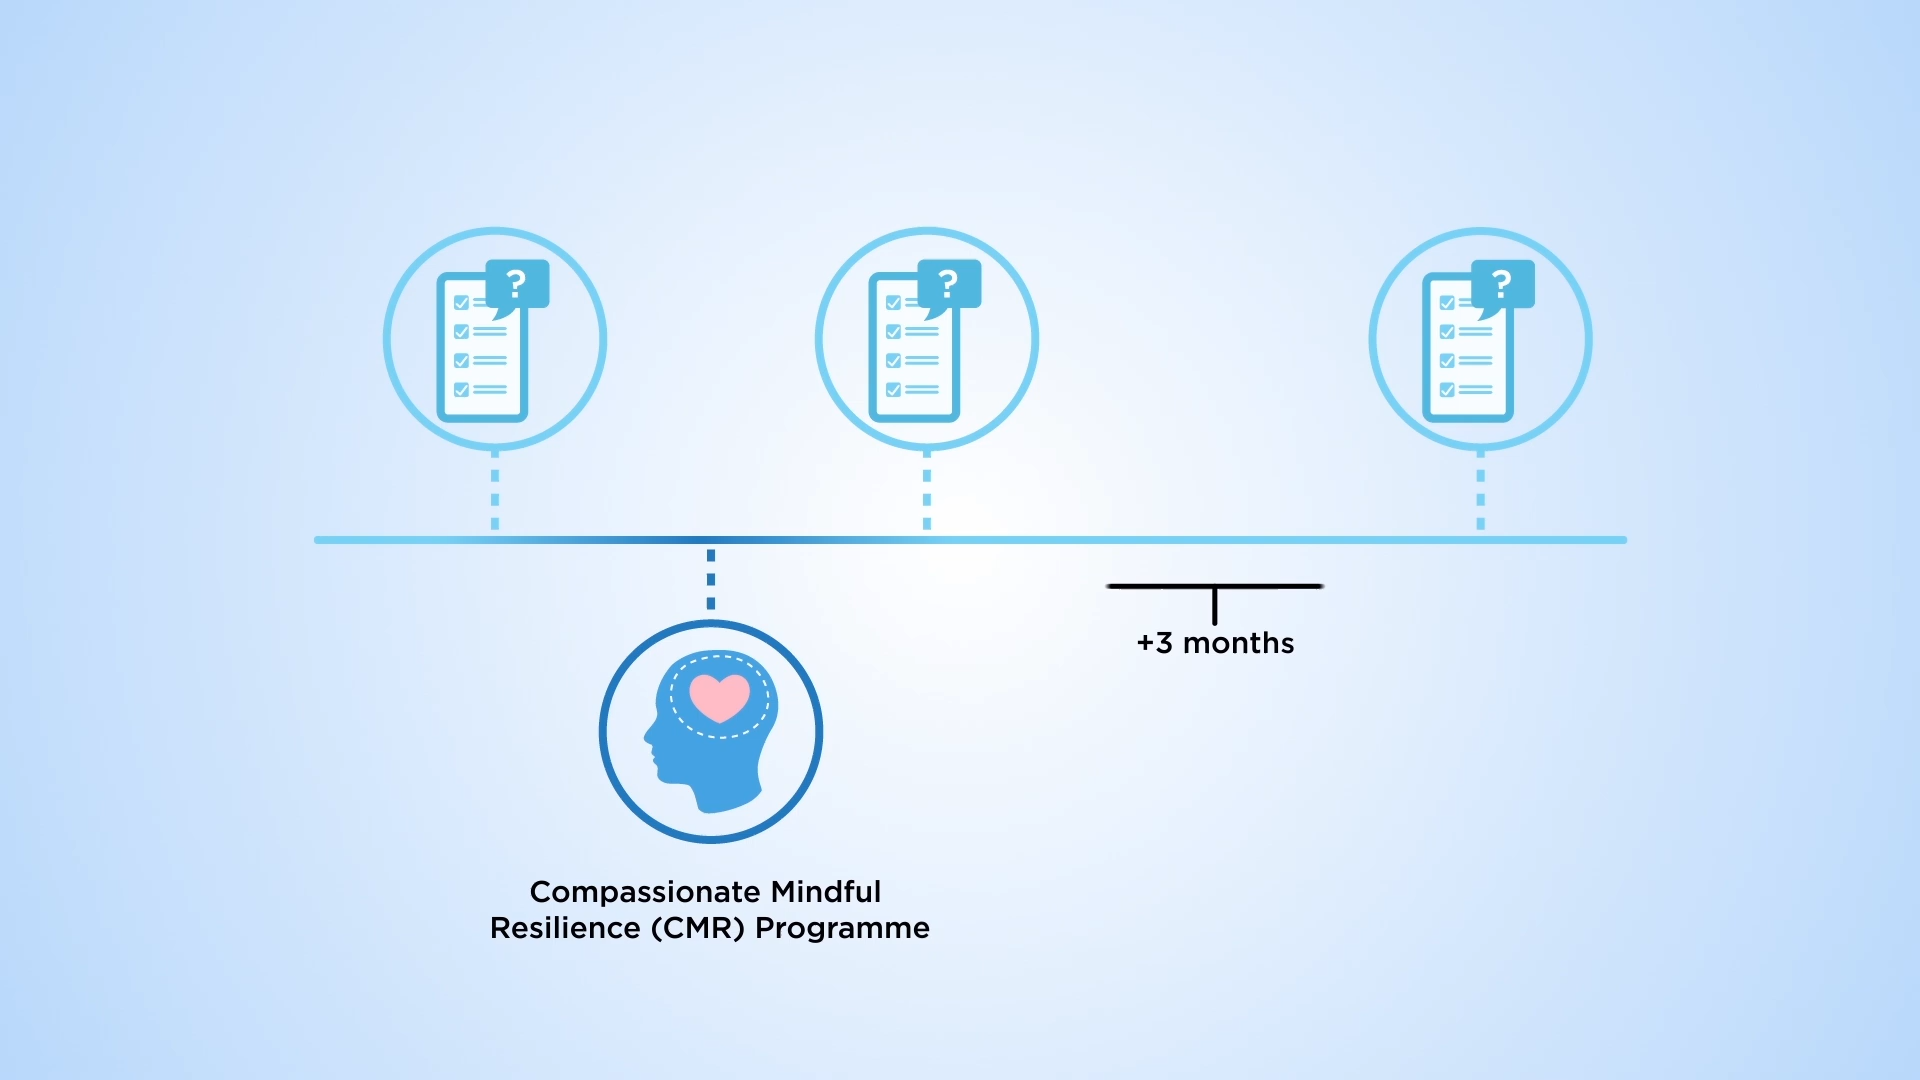 ?
?
?
+3 months
Compassionate Mindful
Resilience (CMR) Programme